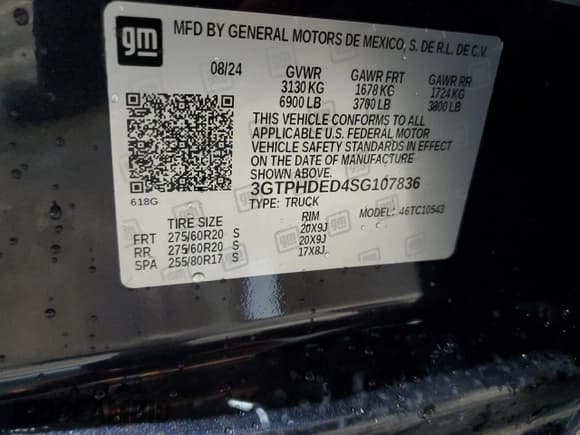 gm
MFD BY GENERAL MOTORS DE MEXICO, S. DE R.L. DE C.V.
08/24 GVWR GAWR FRT GAWR RR
3130 KG 1678 KG 1724 KG
6900 LB 3700 LB 3800 LB
THIS VEHICLE CONFORMS TO ALL
APPLICABLE U.S. FEDERAL MOTOR
VEHICLE SAFETY STANDARDS IN EFFECT
ON THE DATE OF MANUFACTURE
SHOWN ABOVE.
618G
3GTPHDED4SG107836
TYPE: TRUCK MODEL: 46TC10543
TIRE SIZE RIM
FRT 275/60R20 S 20X9J
RR 275/60R20 S 20X9J
SPA 255/80R17 S 17X8J